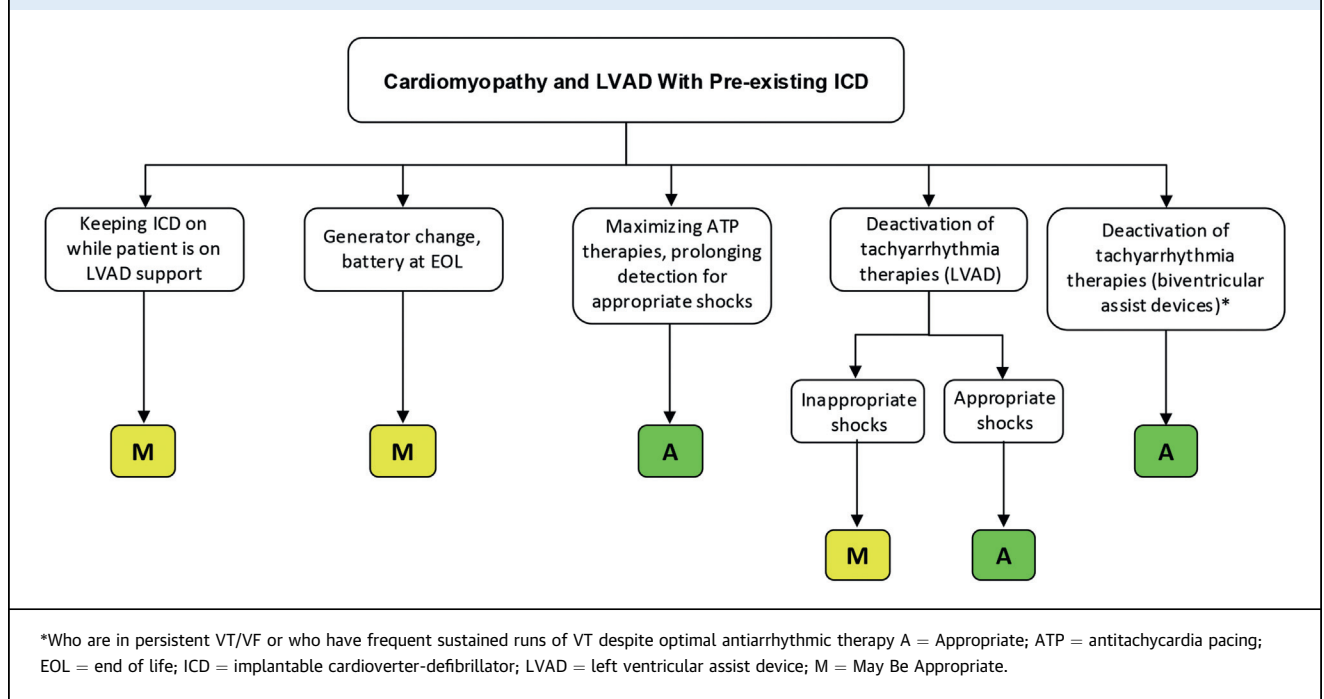 Cardiomyopathy and LVAD With Pre-existing ICD
Keeping ICD on
while patient is on
LVAD support
Generator change,
battery at EOL
Maximizing ATP
therapies, prolonging
detection for
appropriate shocks
Deactivation of
tachyarrhythmia
therapies (LVAD)
Deactivation of
tachyarrhythmia
therapies (biventricular
assist devices)*
Inappropriate
shocks
Appropriate
shocks
M
M
A
A
M
A
*Who are in persistent VT/VF or who have frequent sustained runs of VT despite optimal antiarrhythmic therapy A = Appropriate; ATP = antitachycardia pacing;
EOL = end of life; ICD = implantable cardioverter-defibrillator; LVAD = left ventricular assist device; M = May Be Appropriate.